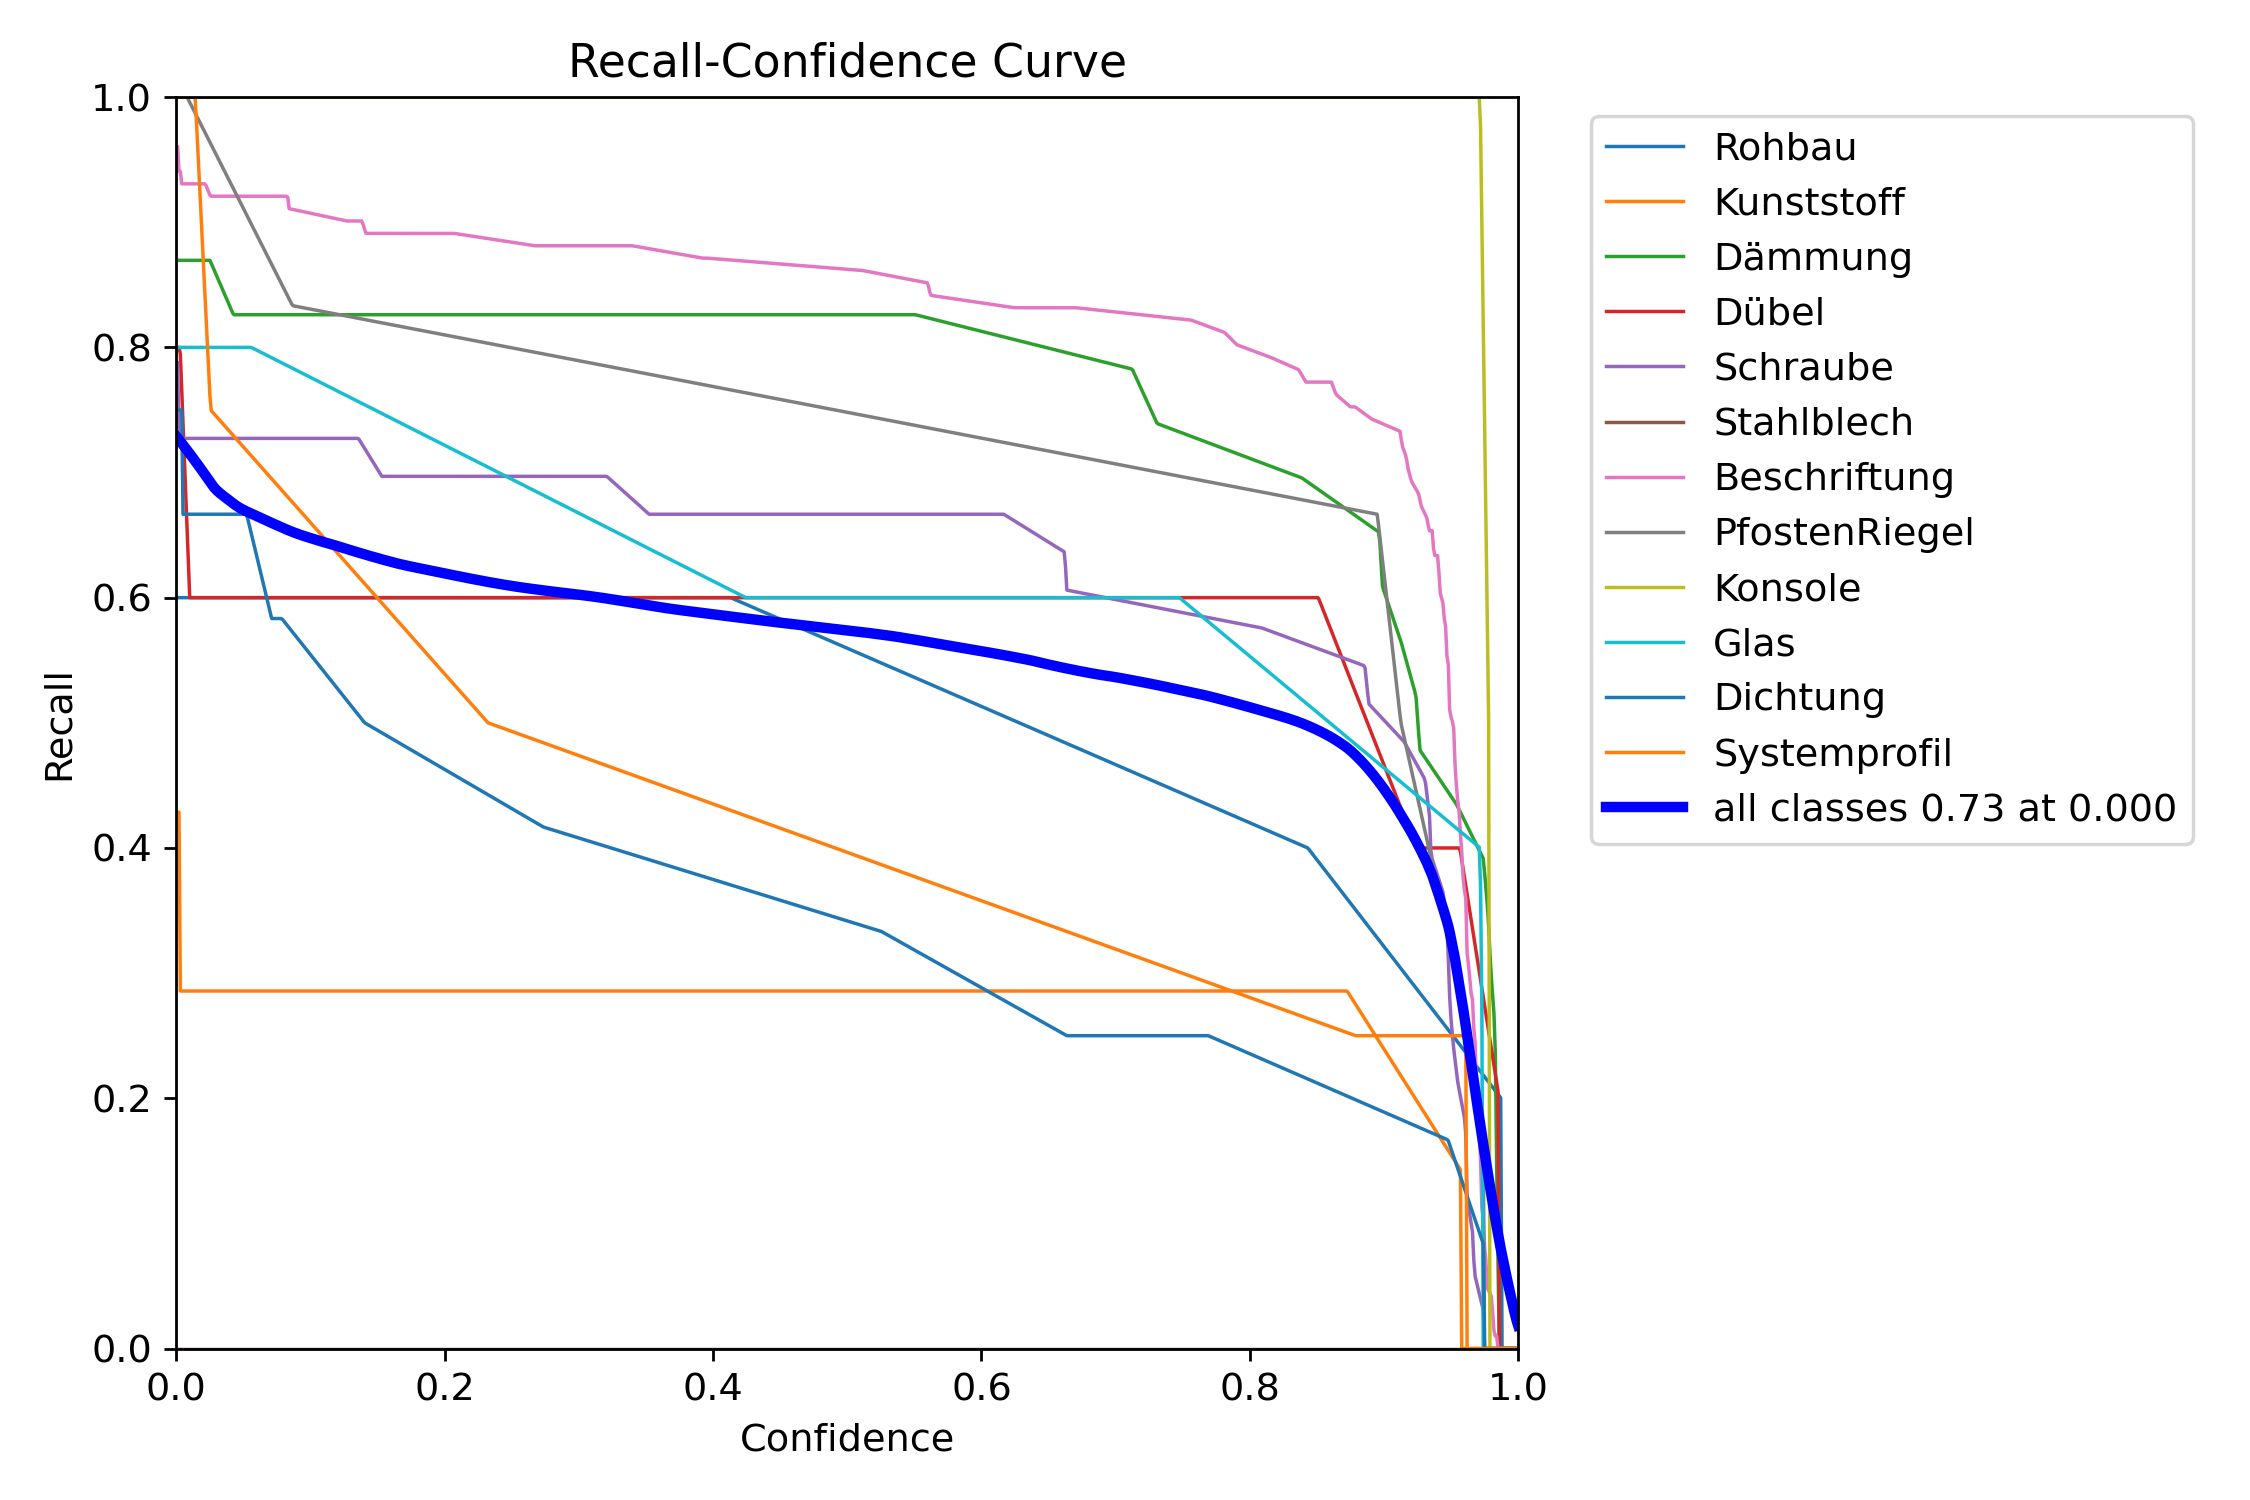 Recall-Confidence Curve
1.0
0.8
0.6
0.4
0.2
0.0
Recall
0.0 0.2 0.4 0.6 0.8 1.0
Confidence
Rohbau
Kunststoff
Dämmung
Dübel
Schraube
Stahlblech
Beschriftung
PfostenRiegel
Konsole
Glas
Dichtung
Systemprofil
all classes 0.73 at 0.000